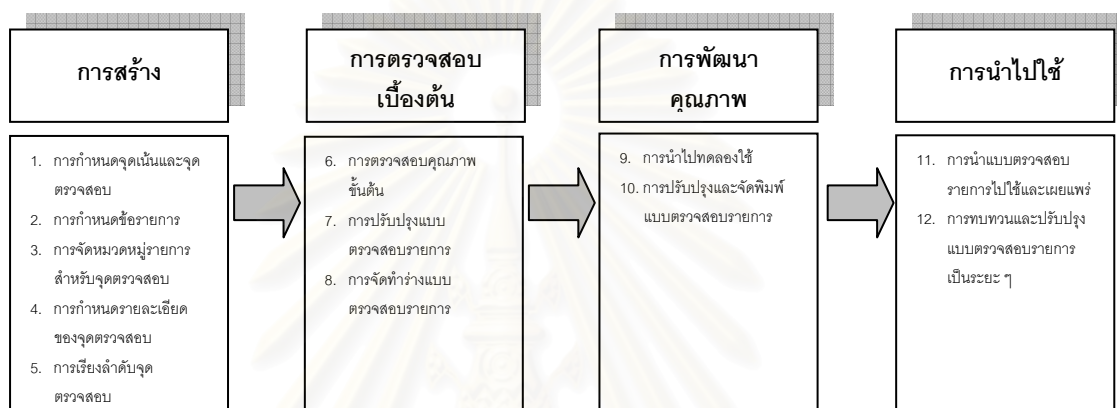 การสร้าง
1. การกำหนดจุดเน้นและจุด
ตรวจสอบ
2. การกำหนดข้อรายการ
3. การจัดหมวดหมู่รายการ
สำหรับจุดตรวจสอบ
4. การกำหนดรายละเอียด
ของจุดตรวจสอบ
5. การเรียงลำดับจุด
ตรวจสอบ
การตรวจสอบ
เบื้องต้น
6. การตรวจสอบคุณภาพ
ขั้นต้น
7. การปรับปรุงแบบ
ตรวจสอบรายการ
8. การจัดทำร่างแบบ
ตรวจสอบรายการ
การพัฒนา
คุณภาพ
9. การนำไปทดลองใช้
10. การปรับปรุงและจัดพิมพ์
แบบตรวจสอบรายการ
การนำไปใช้
11. การนำแบบตรวจสอบ
รายการไปใช้และเผยแพร่
12. การทบทวนและปรับปรุง
แบบตรวจสอบรายการ
เป็นระยะ ๆ